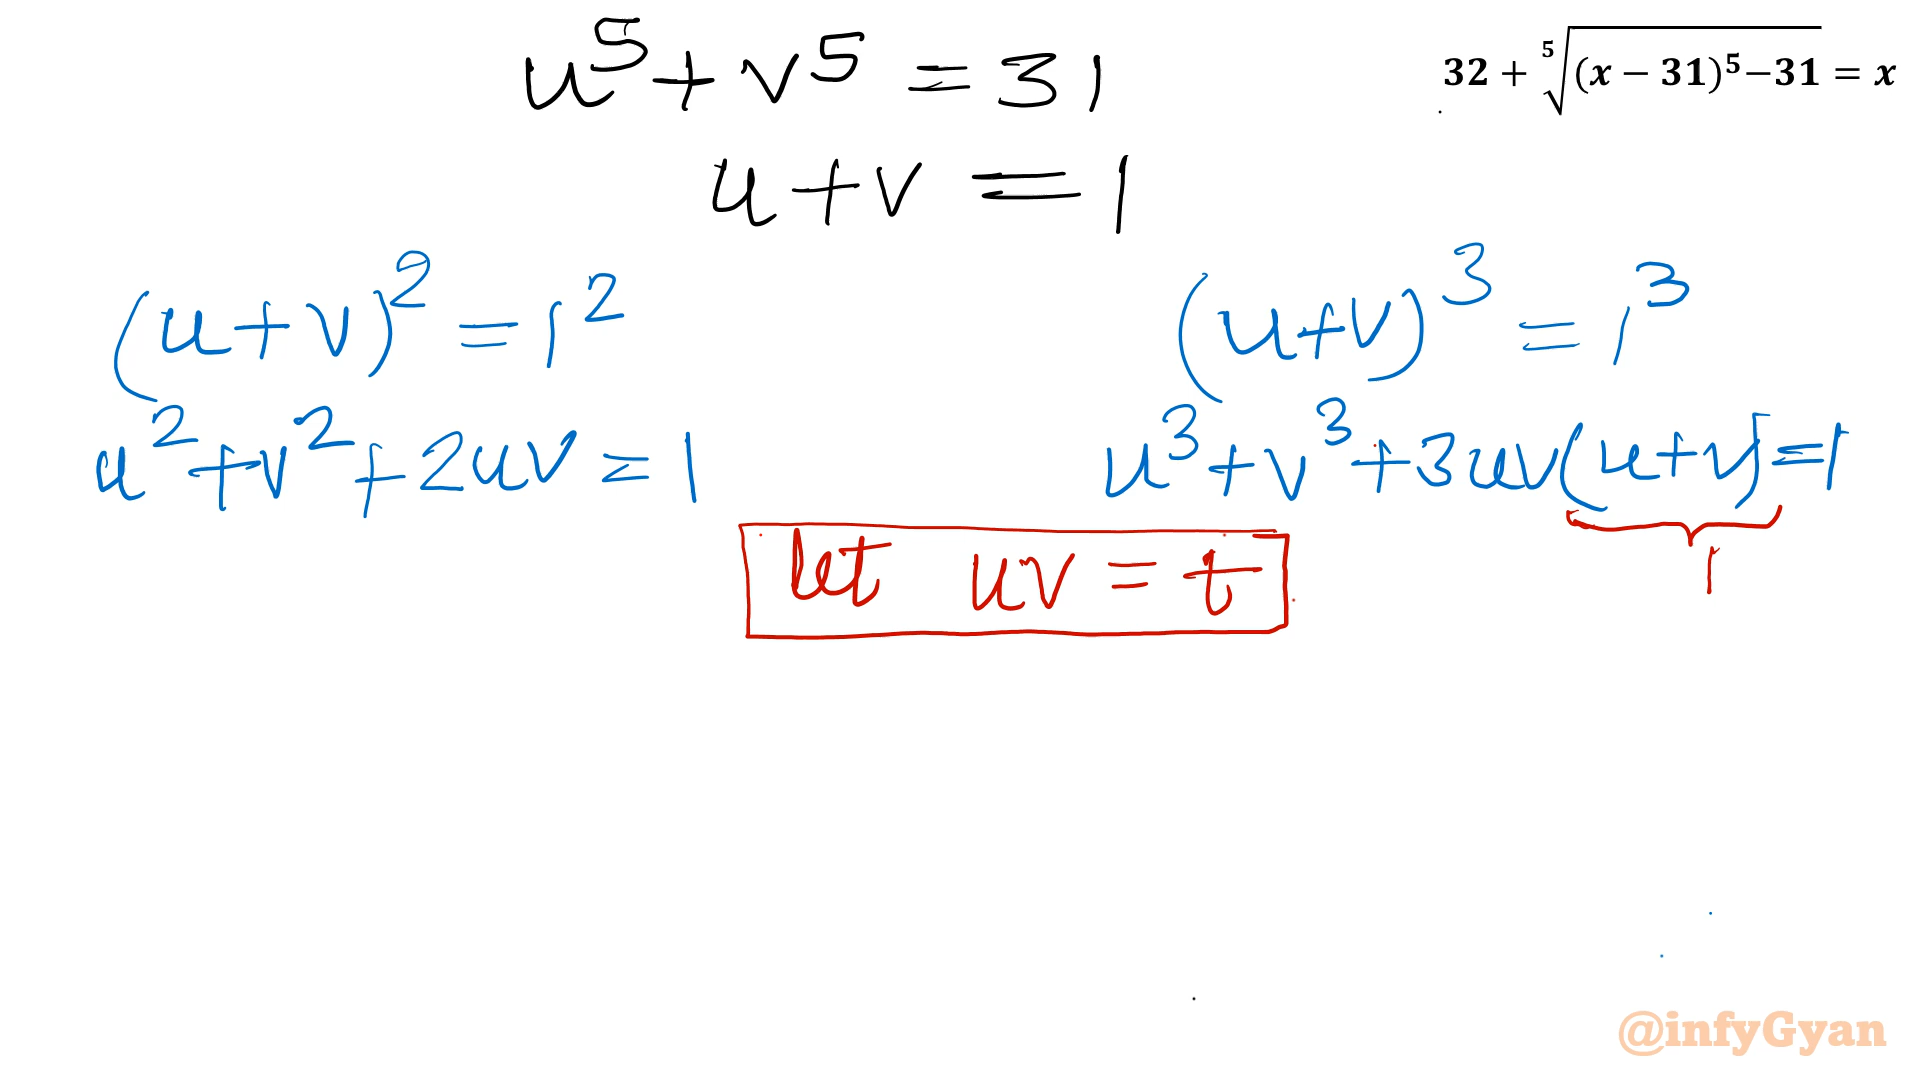 u⁵ + v⁵ = 31
32 + ⁵√((x − 31)⁵−31) = x
u + v = 1
(u + v)² = 1²
(u + v)³ = 1³
u² + v² + 2uv = 1
u³ + v³ + 3uv(u + v) = 1
1
let uv = t
@infyGyan